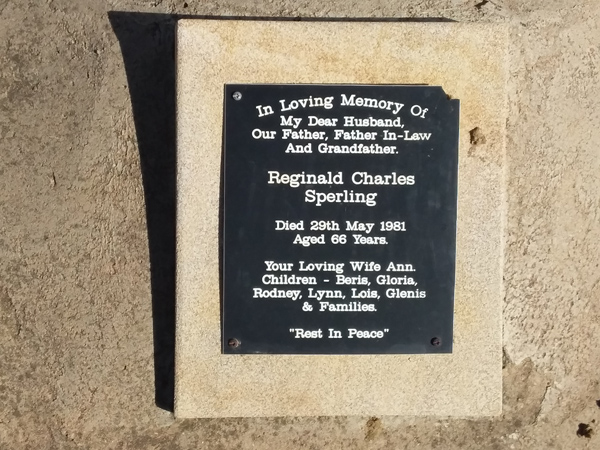 In Loving Memory Of
My Dear Husband,
Our Father, Father In-Law
And Grandfather.
Reginald Charles
Sperling
Died 29th May 1981
Aged 66 Years.
Your Loving Wife Ann.
Children - Beris, Gloria,
Rodney, Lynn, Lois, Glenis
& Families.
"Rest In Peace"